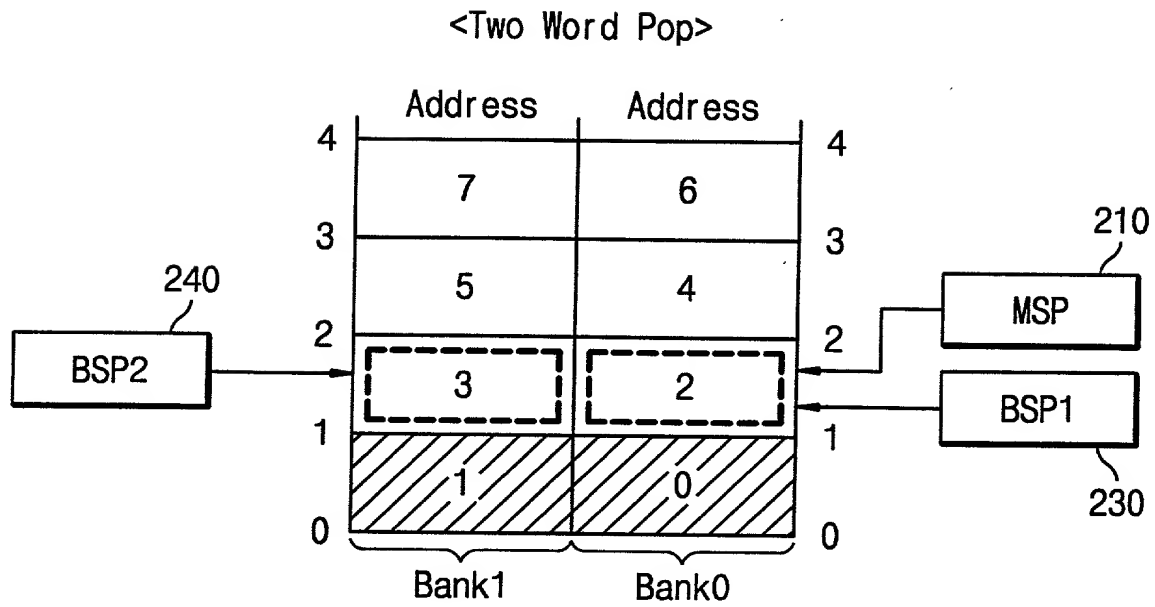 <Two Word Pop>
Address Address
4 4
7 6
3 3
210
240
5 4
MSP
2 2
BSP2
3 2
BSP1
1 1
1 0
230
0 0
Bank1 Bank0